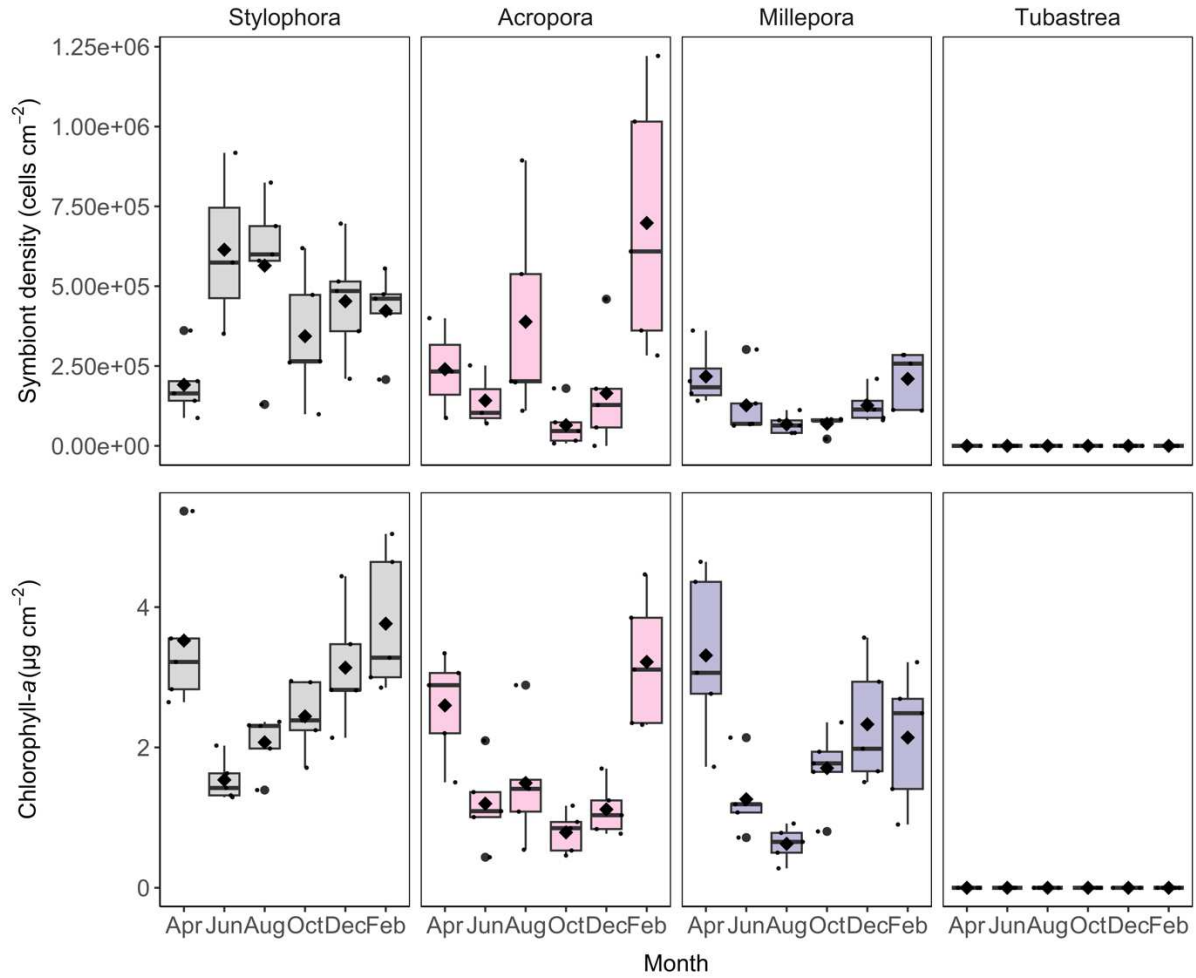 Stylophora Acropora Millepora Tubastrea
Symbiont density (cells cm⁻²)
1.25e+06
1.00e+06
7.50e+05
5.00e+05
2.50e+05
0.00e+00
Chlorophyll-a (µg cm⁻²)
4
2
0
Apr Jun Aug Oct Dec Feb Apr Jun Aug Oct Dec Feb Apr Jun Aug Oct Dec Feb Apr Jun Aug Oct Dec Feb
Month